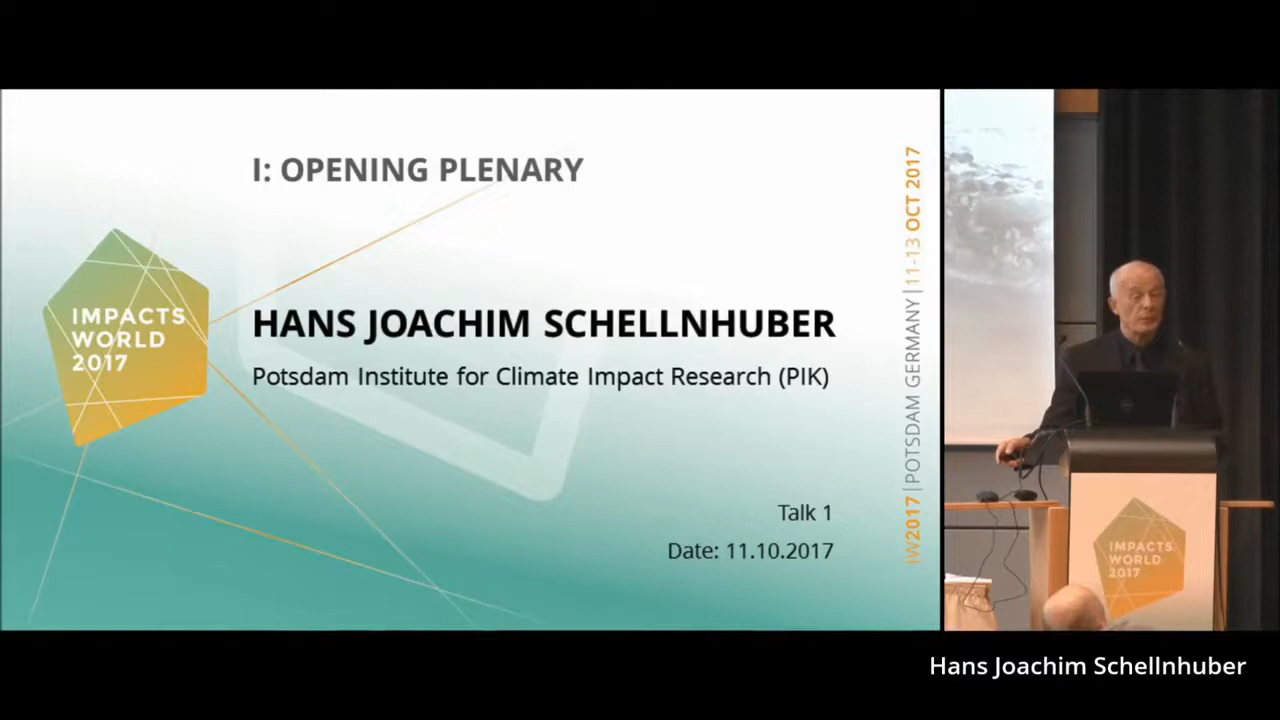 I: OPENING PLENARY
IMPACTS
WORLD
2017
HANS JOACHIM SCHELLNHUBER
Potsdam Institute for Climate Impact Research (PIK)
Talk 1
Date: 11.10.2017
IW2017 | POTSDAM GERMANY | 11-13 OCT 2017
IMPACTS
WORLD
2017
Hans Joachim Schellnhuber